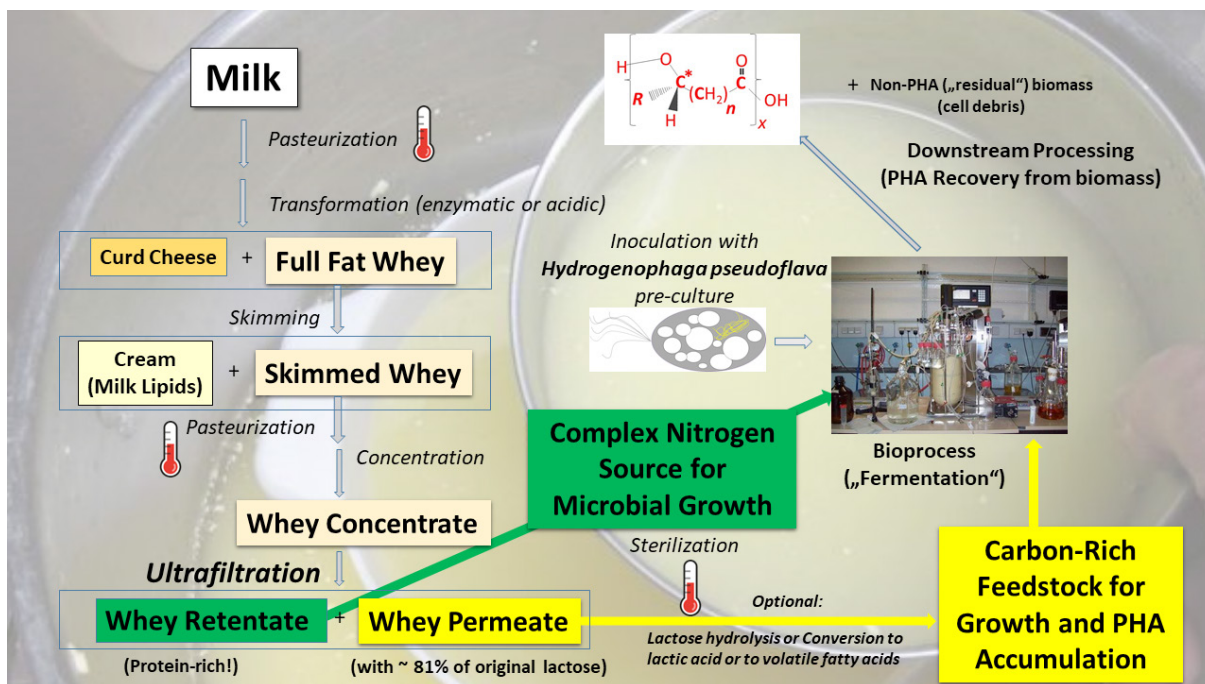 Milk
Pasteurization
Transformation (enzymatic or acidic)
Curd Cheese + Full Fat Whey
Skimming
Cream
(Milk Lipids)
+ Skimmed Whey
Pasteurization
Concentration
Whey Concentrate
Ultrafiltration
Whey Retentate + Whey Permeate
(Protein-rich!)
(with ~ 81% of original lactose)
Complex Nitrogen
Source for
Microbial Growth
Sterilization
Optional:
Lactose hydrolysis or Conversion to
lactic acid or to volatile fatty acids
Carbon-Rich
Feedstock for
Growth and PHA
Accumulation
Inoculation with
Hydrogenophaga pseudoflava
pre-culture
Bioprocess
(„Fermentation“)
Downstream Processing
(PHA Recovery from biomass)
H O O
R C* (CH₂)n C OH
H x
+ Non-PHA („residual“) biomass
(cell debris)